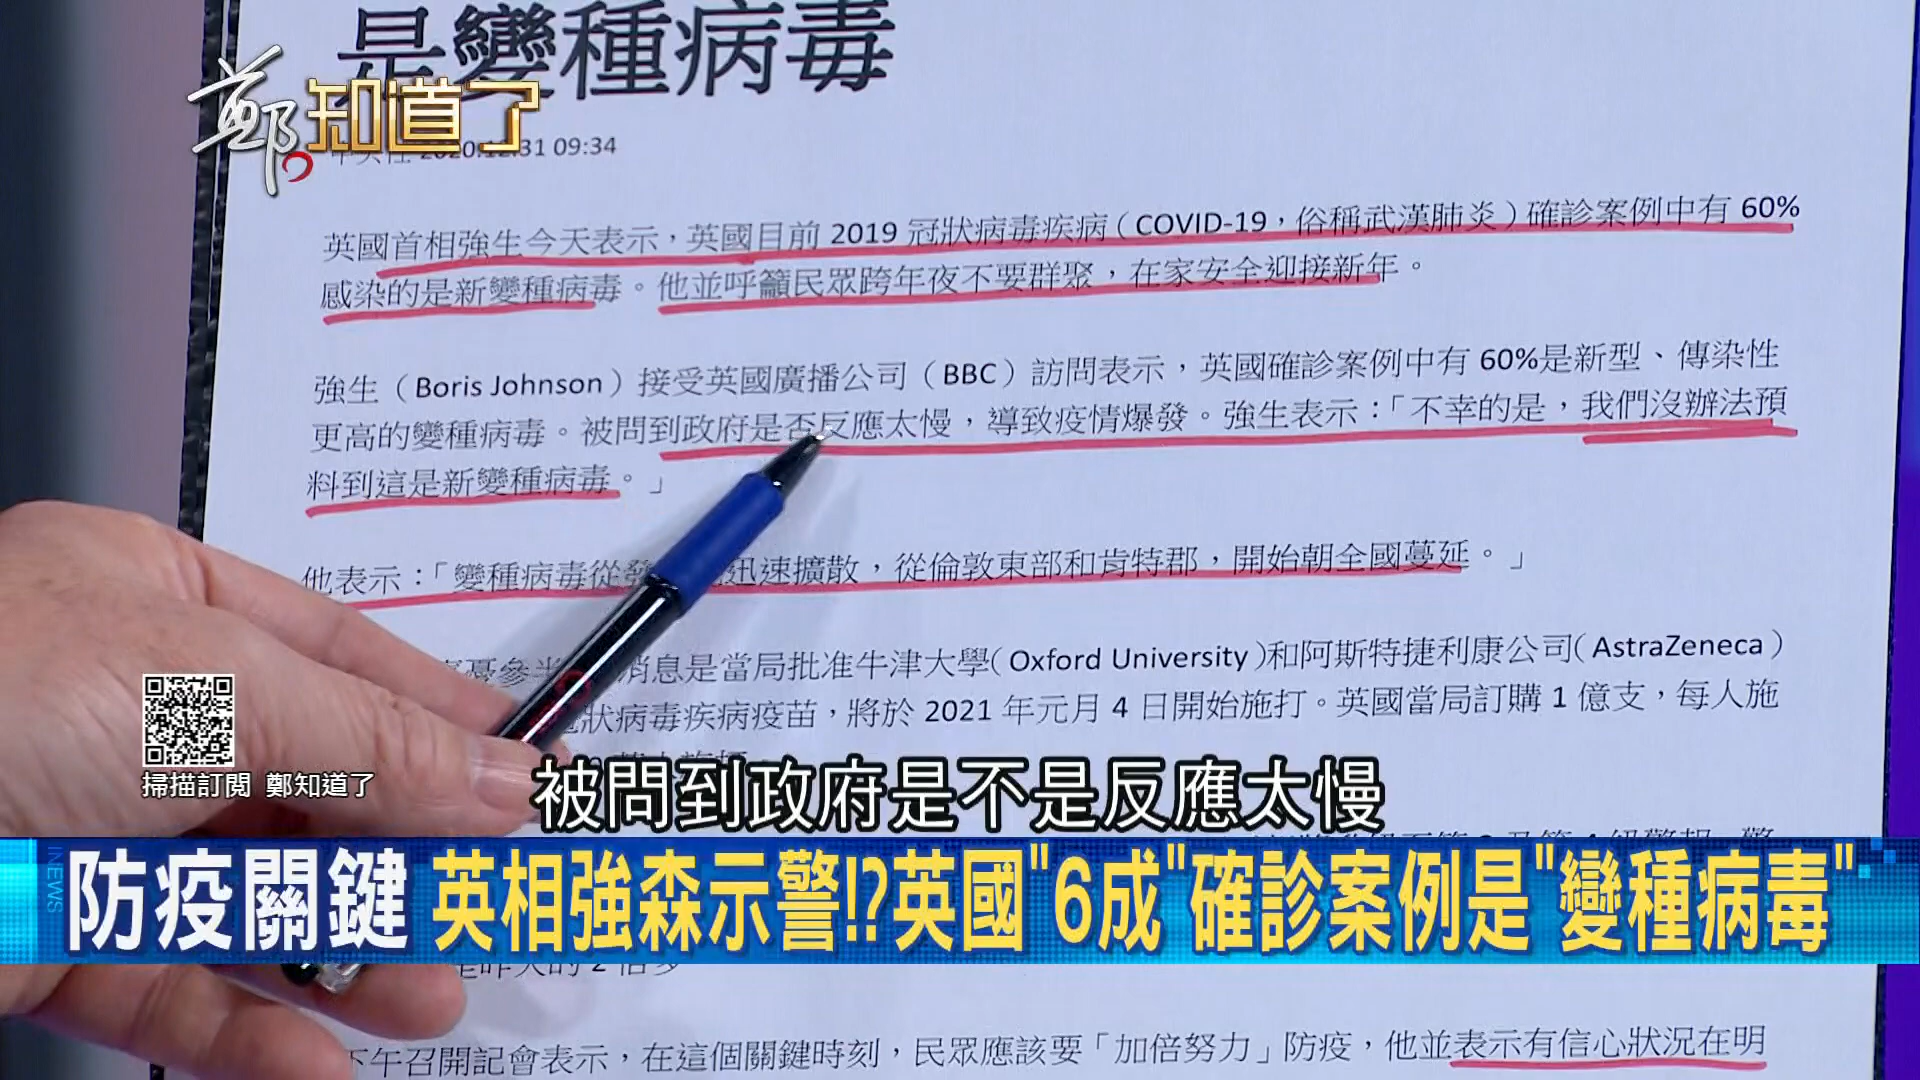 是變種病毒
鄭知道了
2020.12.31 09:34
英國首相強生今天表示，英國目前 2019 冠狀病毒疾病（COVID-19，俗稱武漢肺炎）確診案例中有 60%
感染的是新變種病毒。他並呼籲民眾跨年夜不要群聚，在家安全迎接新年。
強生（Boris Johnson）接受英國廣播公司（BBC）訪問表示，英國確診案例中有 60%是新型、傳染性
更高的變種病毒。被問到政府是否反應太慢，導致疫情爆發。強生表示：「不幸的是，我們沒辦法預
料到這是新變種病毒。」
他表示：「變種病毒從發 迅速擴散，從倫敦東部和肯特郡，開始朝全國蔓延。」
消息是當局批准牛津大學（Oxford University）和阿斯特捷利康公司（AstraZeneca）
狀病毒疾病疫苗，將於 2021 年元月 4 日開始施打。英國當局訂購 1 億支，每人施
掃描訂閱 鄭知道了
被問到政府是不是反應太慢
INEWS
防疫關鍵 英相強森示警!?英國"6成"確診案例是"變種病毒"
下午召開記會表示，在這個關鍵時刻，民眾應該要「加倍努力」防疫，他並表示有信心狀況在明